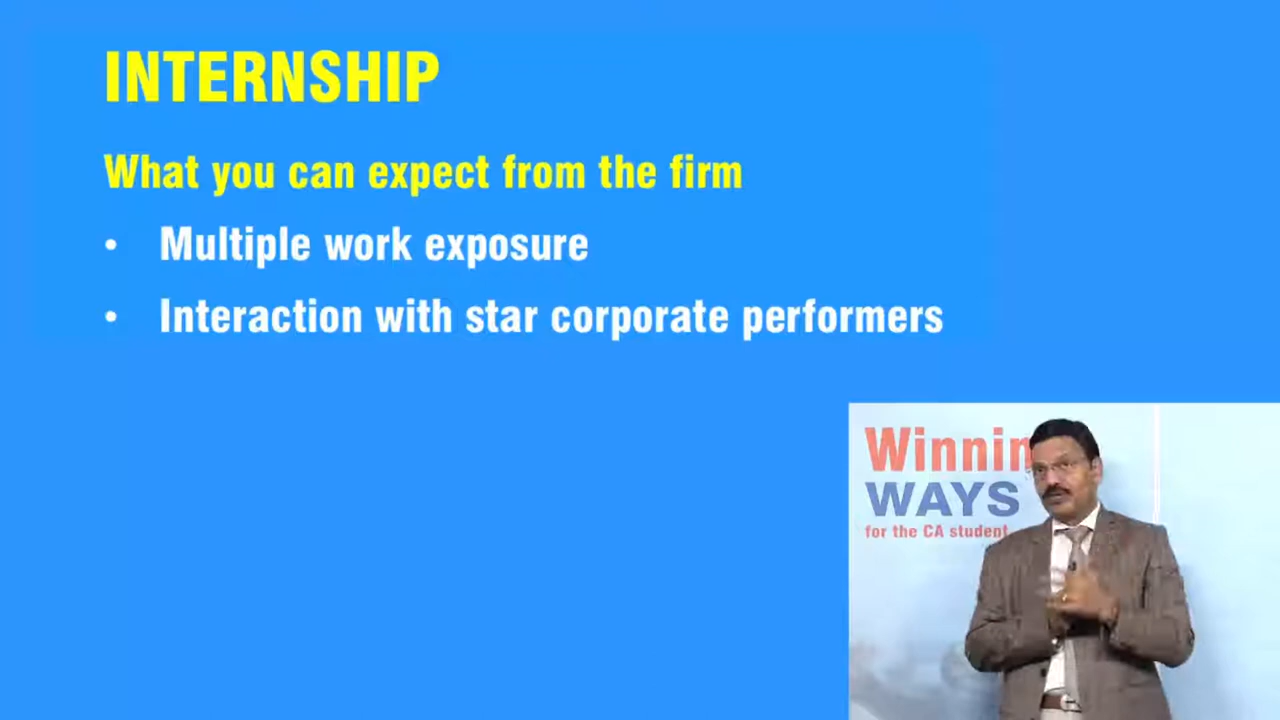 INTERNSHIP
What you can expect from the firm
• Multiple work exposure
• Interaction with star corporate performers
Winnin
WAYS
for the CA student